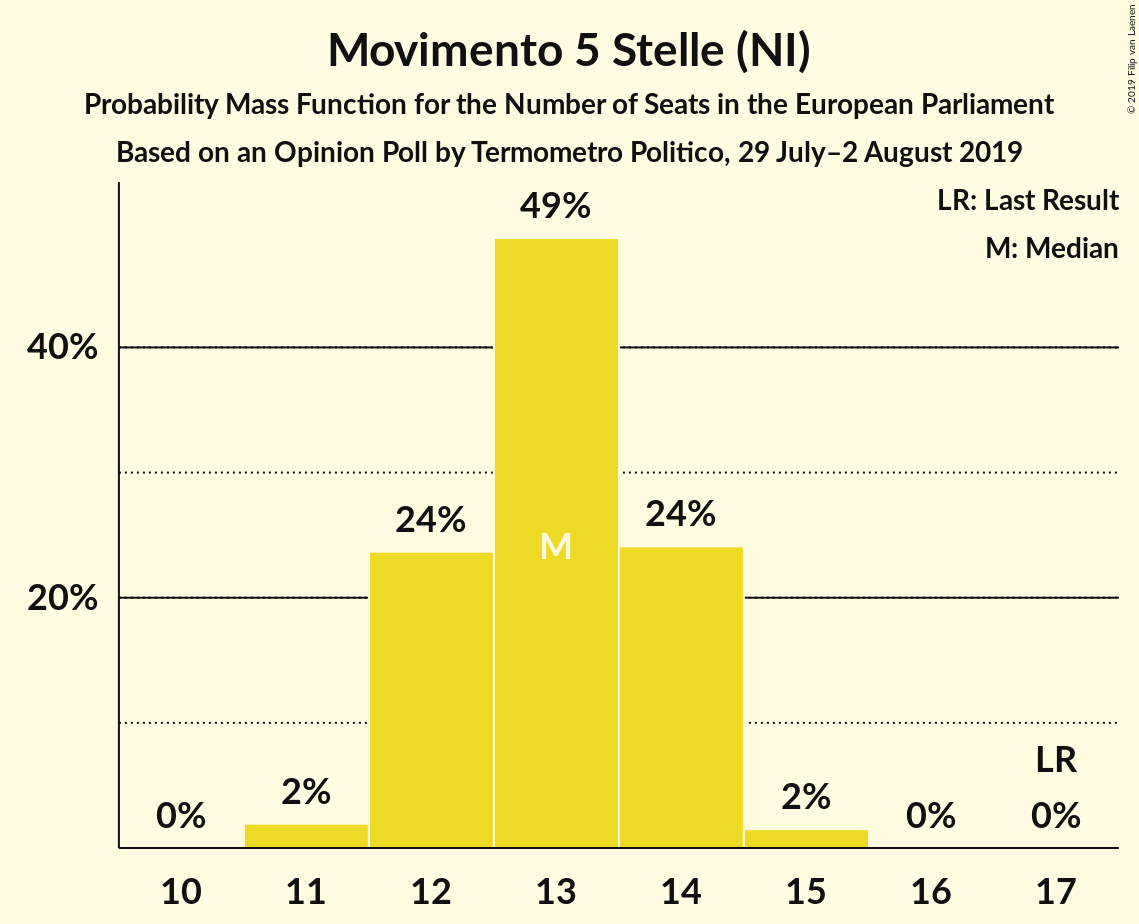 Movimento 5 Stelle (NI)
Probability Mass Function for the Number of Seats in the European Parliament
Based on an Opinion Poll by Termometro Politico, 29 July–2 August 2019
© 2019 Filip van Laenen
LR: Last Result
M: Median
49%
40%
24%
24%
M
20%
LR
0%
2%
2%
0%
0%
10 11 12 13 14 15 16 17